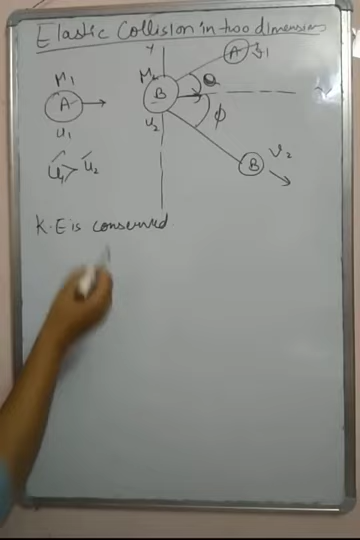 Elastic Collision in two dimensions
Y
A v1
M1
M2
A
B
θ
u1
u2
ϕ
u1 > u2
B
v2
K.E is conserved.